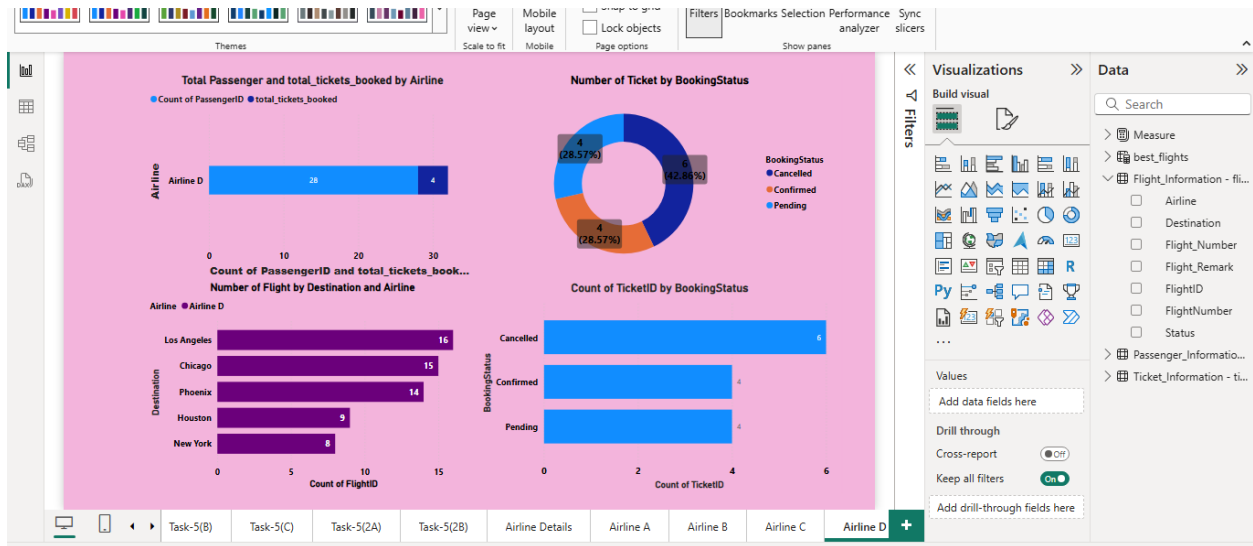 Page
view
Mobile
layout
Snap to grid
Lock objects
Filters
Bookmarks
Selection
Performance
analyzer
Sync
slicers
Themes
Scale to fit
Mobile
Page options
Show panes
Total Passenger and total_tickets_booked by Airline
Count of PassengerID total_tickets_booked
Airline
Airline D
28
4
0 10 20 30
Count of PassengerID and total_tickets_book...
Number of Ticket by BookingStatus
4
(28.57%)
6
(42.86%)
4
(28.57%)
BookingStatus
Cancelled
Confirmed
Pending
Number of Flight by Destination and Airline
Airline Airline D
Destination
Los Angeles 16
Chicago 15
Phoenix 14
Houston 9
New York 8
0 5 10 15
Count of FlightID
Count of TicketID by BookingStatus
BookingStatus
Cancelled 6
Confirmed 4
Pending 4
0 2 4 6
Count of TicketID
Filters
Visualizations
Build visual
123
R
Py
123
...
Values
Add data fields here
Drill through
Cross-report Off
Keep all filters On
Add drill-through fields here
Data
Search
Measure
best_flights
Flight_Information - fli...
Airline
Destination
Flight_Number
Flight_Remark
FlightID
FlightNumber
Status
Passenger_Informatio...
Ticket_Information - ti...
Task-5(B)
Task-5(C)
Task-5(2A)
Task-5(2B)
Airline Details
Airline A
Airline B
Airline C
Airline D
+